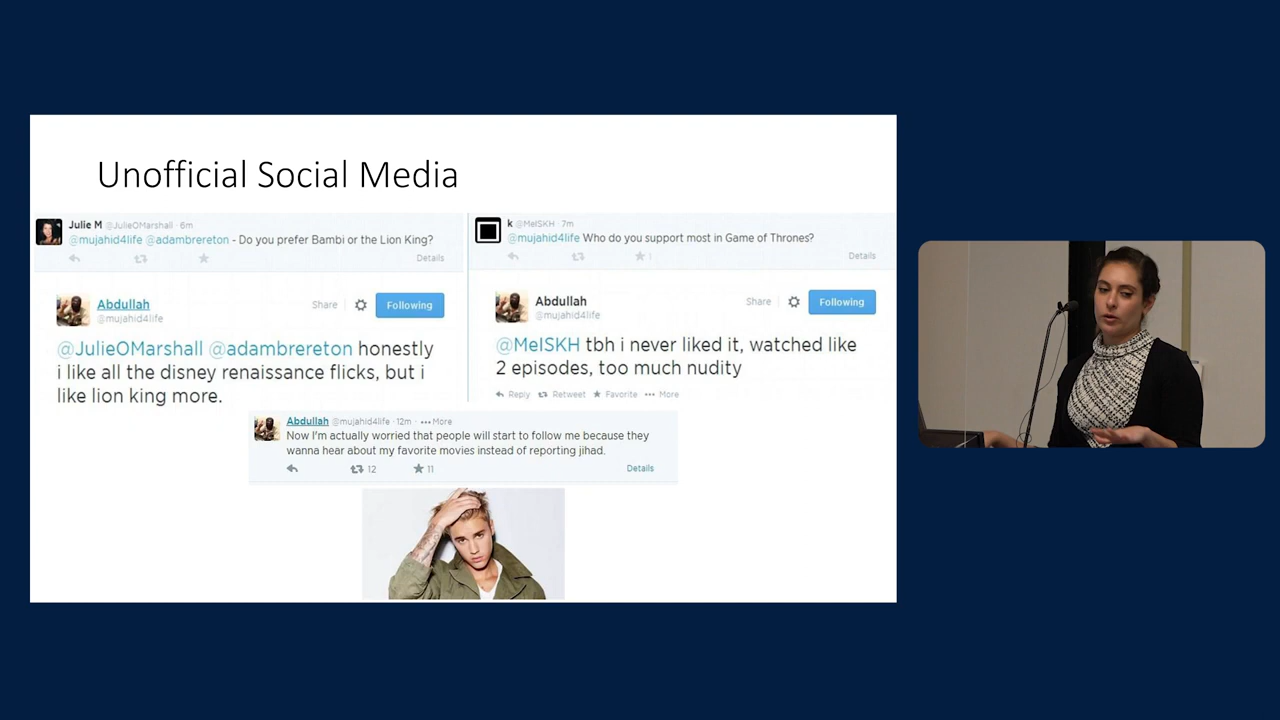 Unofficial Social Media
Julie M @JulieOMarshall · 6m
@mujahid4life @adambrereton - Do you prefer Bambi or the Lion King?
Details
Abdullah
@mujahid4life
Share
Following
@JulieOMarshall @adambrereton honestly
i like all the disney renaissance flicks, but i
like lion king more.
k @MeISKH · 7m
@mujahid4life Who do you support most in Game of Thrones?
1
Details
Abdullah
@mujahid4life
Share
Following
@MeISKH tbh i never liked it, watched like
2 episodes, too much nudity
Reply Retweet Favorite ••• More
Abdullah @mujahid4life · 12m · ••• More
Now I'm actually worried that people will start to follow me because they
wanna hear about my favorite movies instead of reporting jihad.
12 11 Details